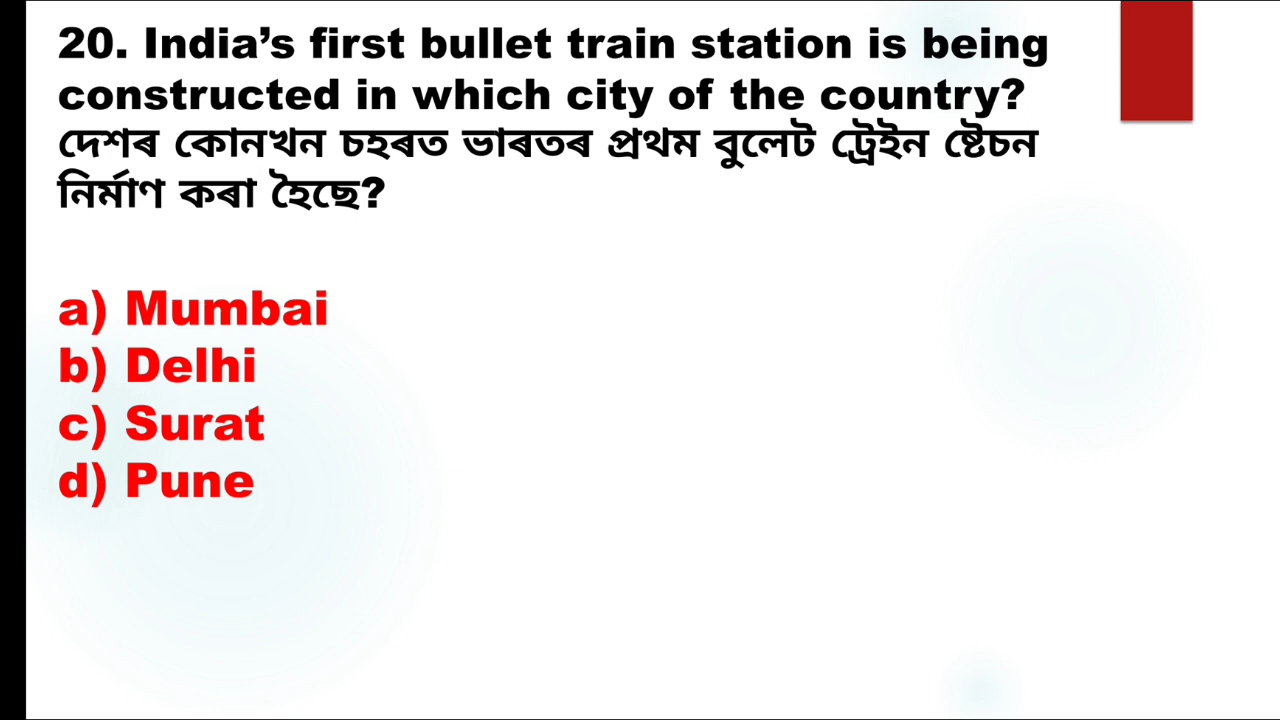 20. India’s first bullet train station is being
constructed in which city of the country?
দেশৰ কোনখন চহৰত ভাৰতৰ প্ৰথম বুলেট ট্ৰেইন ষ্টেচন
নিৰ্মাণ কৰা হৈছে?
a) Mumbai
b) Delhi
c) Surat
d) Pune